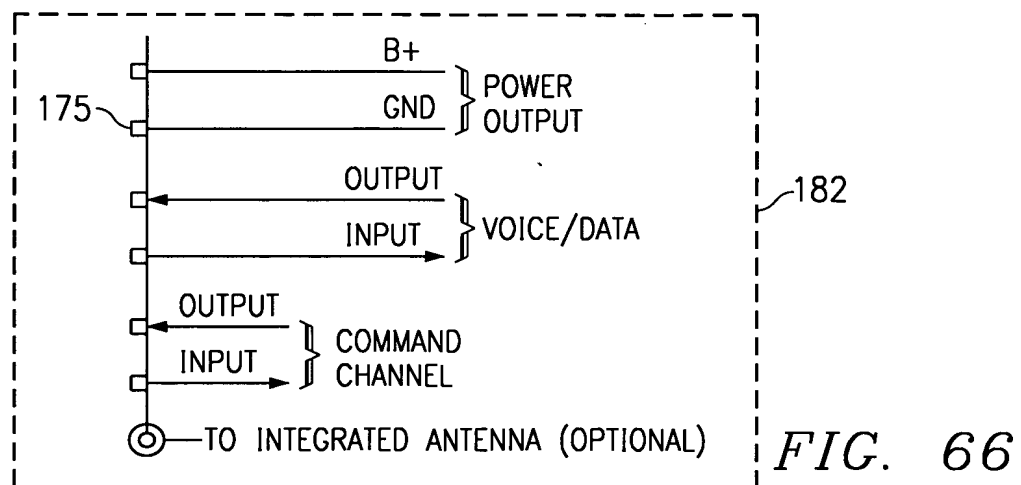 B+
175
GND
POWER
OUTPUT
OUTPUT
INPUT
VOICE/DATA
182
OUTPUT
INPUT
COMMAND
CHANNEL
TO INTEGRATED ANTENNA (OPTIONAL)
FIG. 66